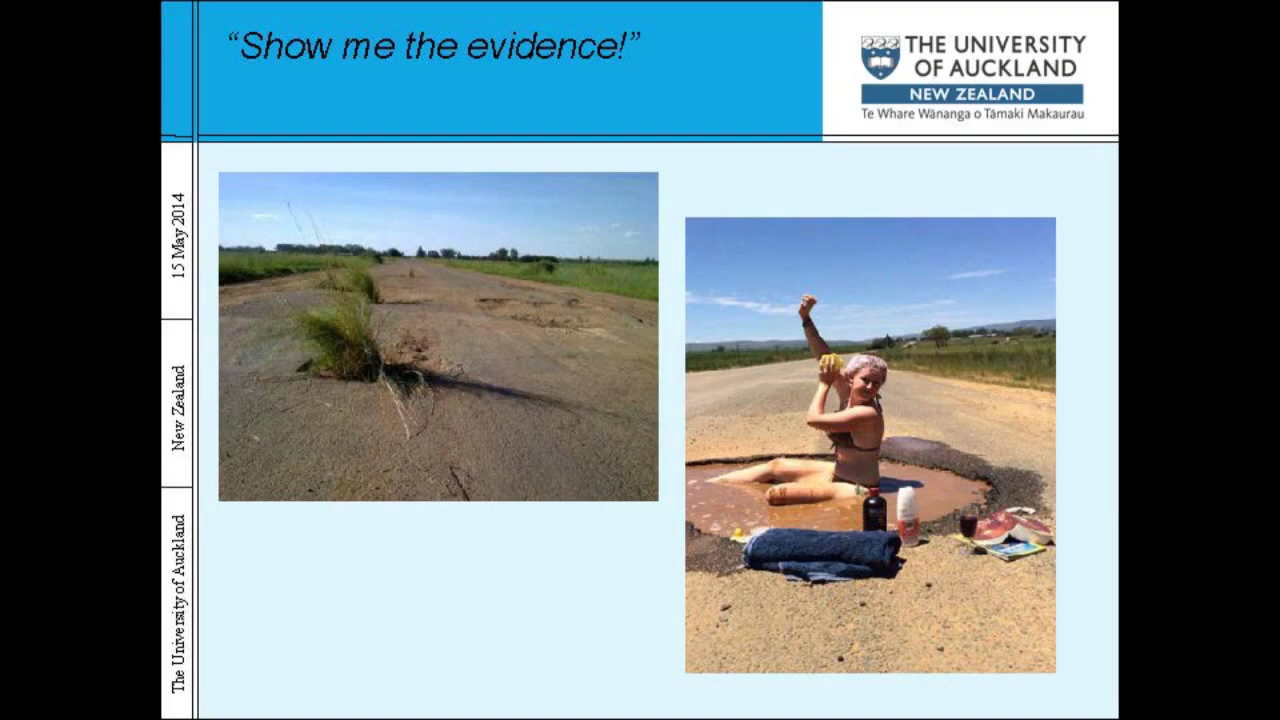 “Show me the evidence!”
THE UNIVERSITY
OF AUCKLAND
NEW ZEALAND
Te Whare Wānanga o Tāmaki Makaurau
15 May 2014
New Zealand
The University of Auckland